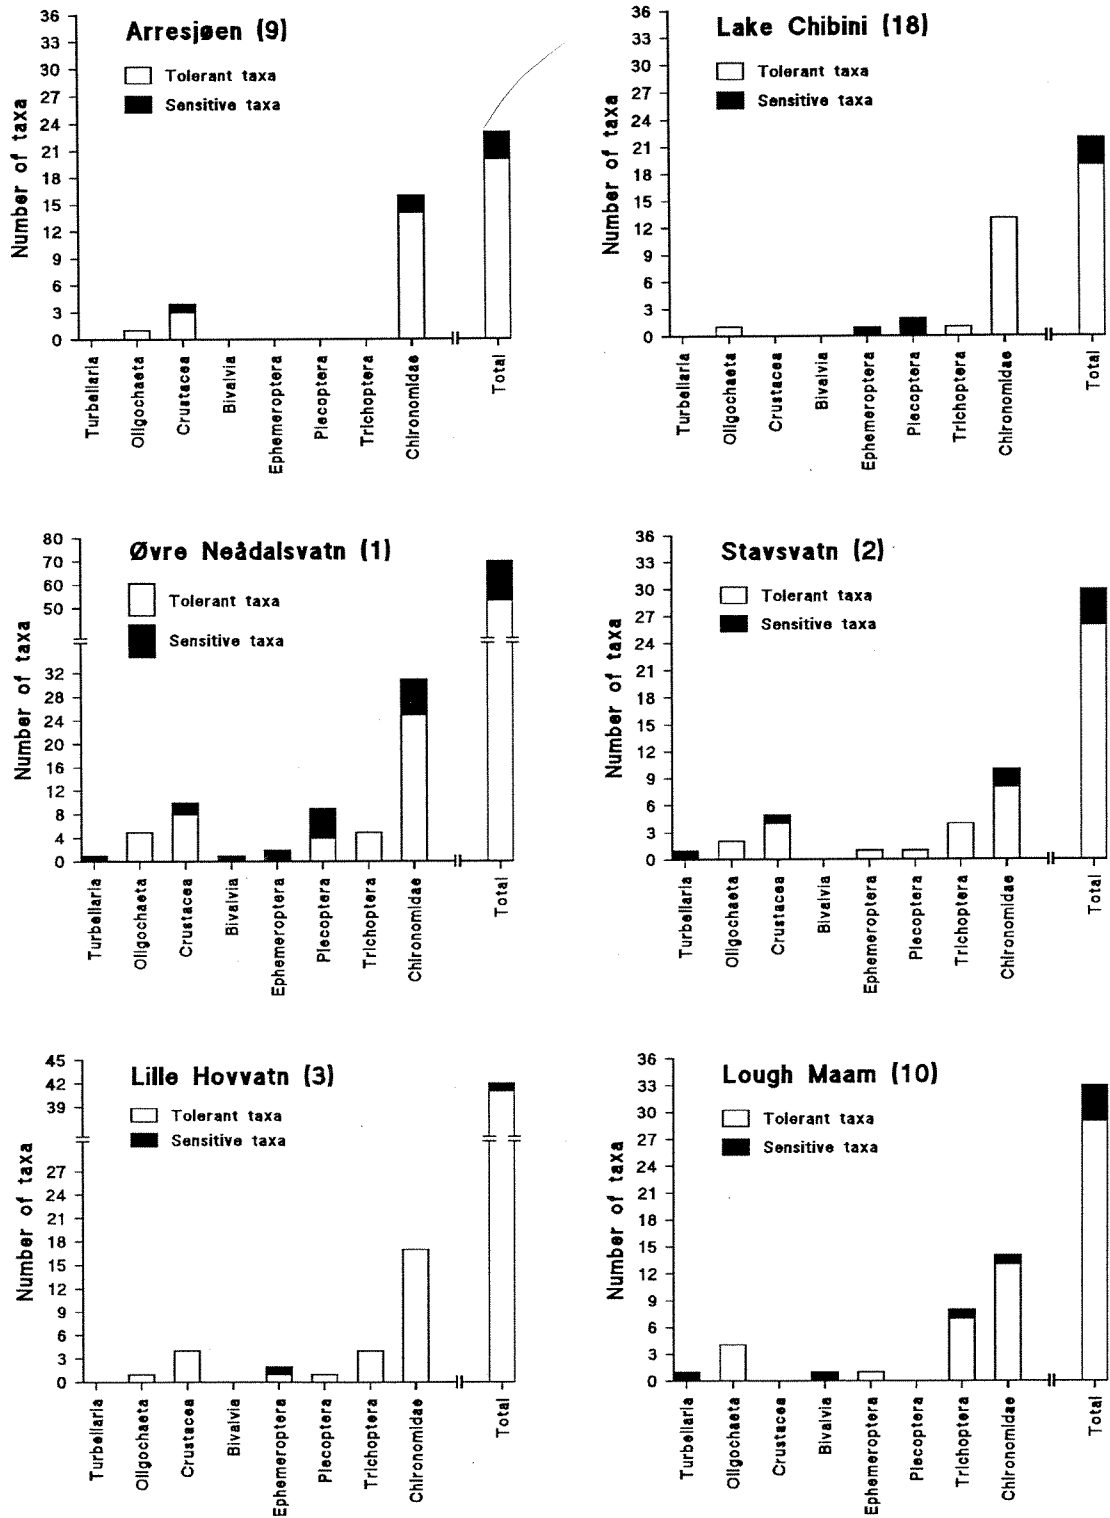 Arresjøen (9)
Tolerant taxa
Sensitive taxa
Number of taxa
36
33
30
27
24
21
18
15
12
9
6
3
0
Turbellaria
Oligochaeta
Crustacea
Bivalvia
Ephemeroptera
Plecoptera
Trichoptera
Chironomidae
Total
Lake Chibini (18)
Tolerant taxa
Sensitive taxa
Number of taxa
36
33
30
27
24
21
18
15
12
9
6
3
0
Turbellaria
Oligochaeta
Crustacea
Bivalvia
Ephemeroptera
Plecoptera
Trichoptera
Chironomidae
Total
Øvre Neådalsvatn (1)
Tolerant taxa
Sensitive taxa
Number of taxa
80
70
60
50
32
28
24
20
16
12
8
4
0
Turbellaria
Oligochaeta
Crustacea
Bivalvia
Ephemeroptera
Plecoptera
Trichoptera
Chironomidae
Total
Stavsvatn (2)
Tolerant taxa
Sensitive taxa
Number of taxa
36
33
30
27
24
21
18
15
12
9
6
3
0
Turbellaria
Oligochaeta
Crustacea
Bivalvia
Ephemeroptera
Plecoptera
Trichoptera
Chironomidae
Total
Lille Hovvatn (3)
Tolerant taxa
Sensitive taxa
Number of taxa
45
42
39
27
24
21
18
15
12
9
6
3
0
Turbellaria
Oligochaeta
Crustacea
Bivalvia
Ephemeroptera
Plecoptera
Trichoptera
Chironomidae
Total
Lough Maam (10)
Tolerant taxa
Sensitive taxa
Number of taxa
36
33
30
27
24
21
18
15
12
9
6
3
0
Turbellaria
Oligochaeta
Crustacea
Bivalvia
Ephemeroptera
Plecoptera
Trichoptera
Chironomidae
Total